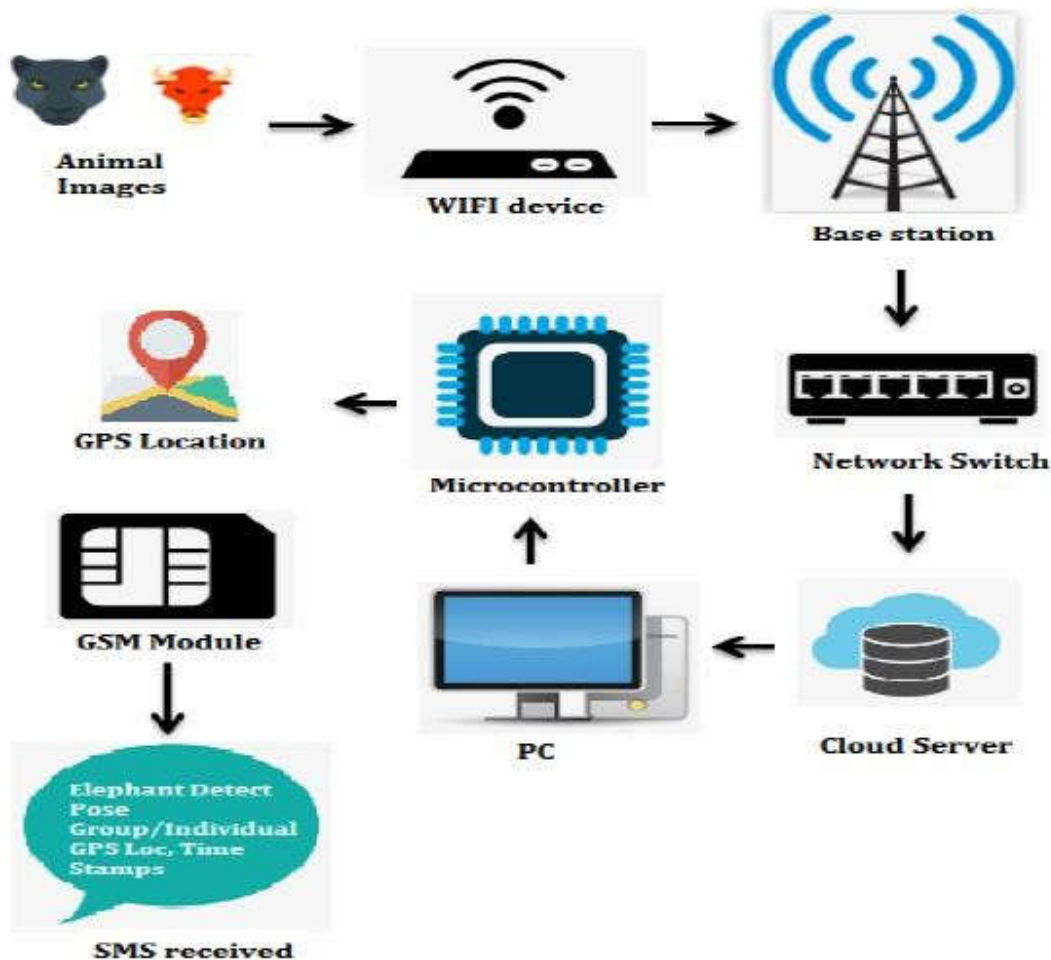 Animal
Images
WIFI device
Base station
GPS Location
Microcontroller
Network Switch
GSM Module
PC
Cloud Server
Elephant Detect
Pose
Group/Individual
GPS Loc, Time
Stamps
SMS received